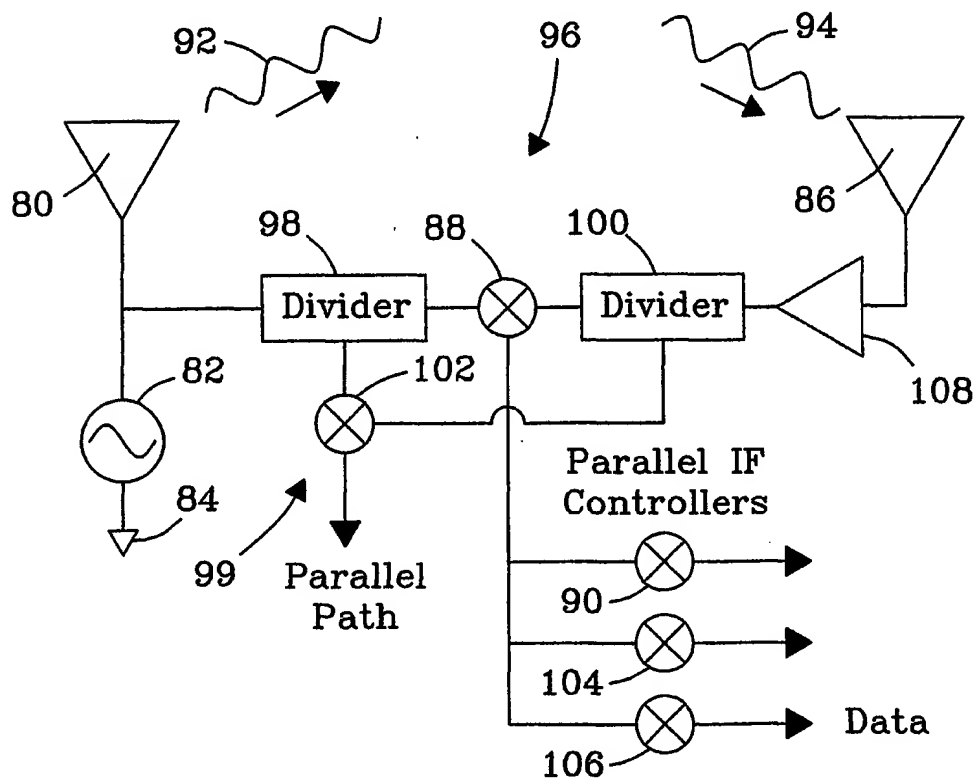 92
96
94
80
98
88
100
86
Divider
Divider
82
102
108
84
Parallel IF
Controllers
99
Parallel
Path
90
104
106
Data